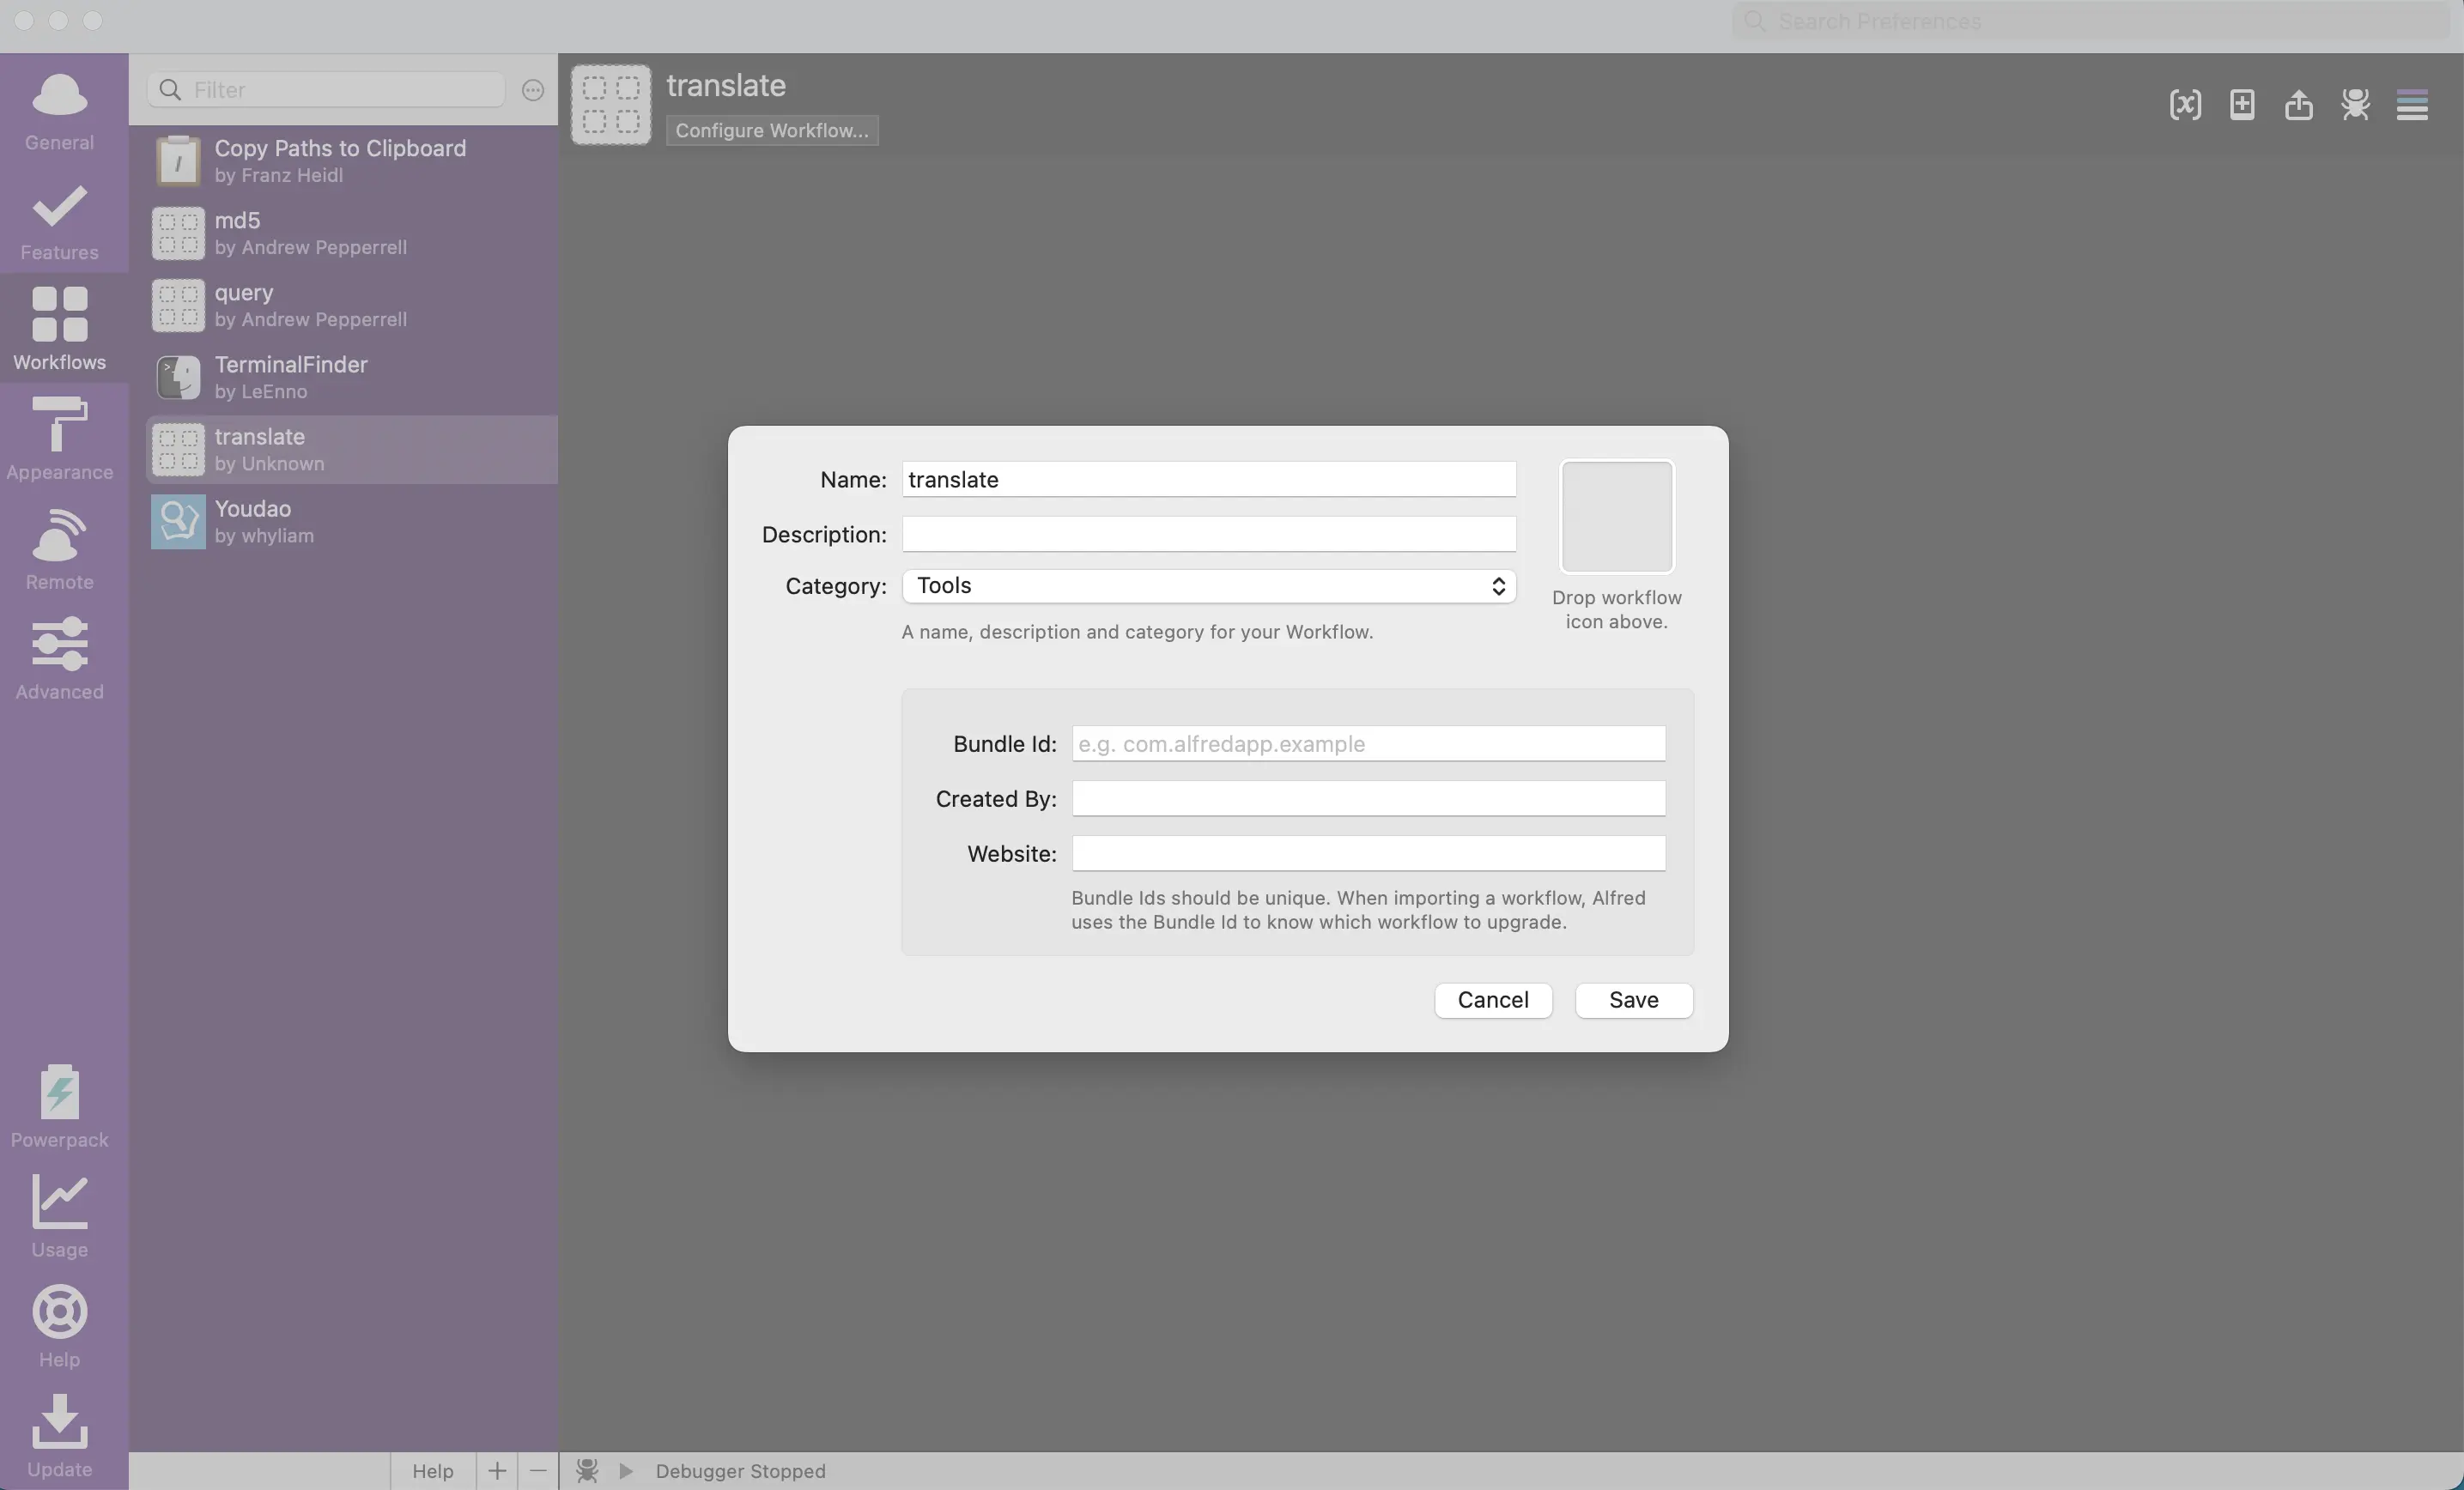 Search Preferences
General
Features
Workflows
Appearance
Remote
Advanced
Powerpack
Usage
Help
Update
Filter
Copy Paths to Clipboard
by Franz Heidl
md5
by Andrew Pepperrell
query
by Andrew Pepperrell
TerminalFinder
by LeEnno
translate
by Unknown
Youdao
by whyliam
translate
Configure Workflow...
Name: translate
Description:
Category: Tools
A name, description and category for your Workflow.
Drop workflow
icon above.
Bundle Id: e.g. com.alfredapp.example
Created By:
Website:
Bundle Ids should be unique. When importing a workflow, Alfred
uses the Bundle Id to know which workflow to upgrade.
Cancel Save
Help + − Debugger Stopped